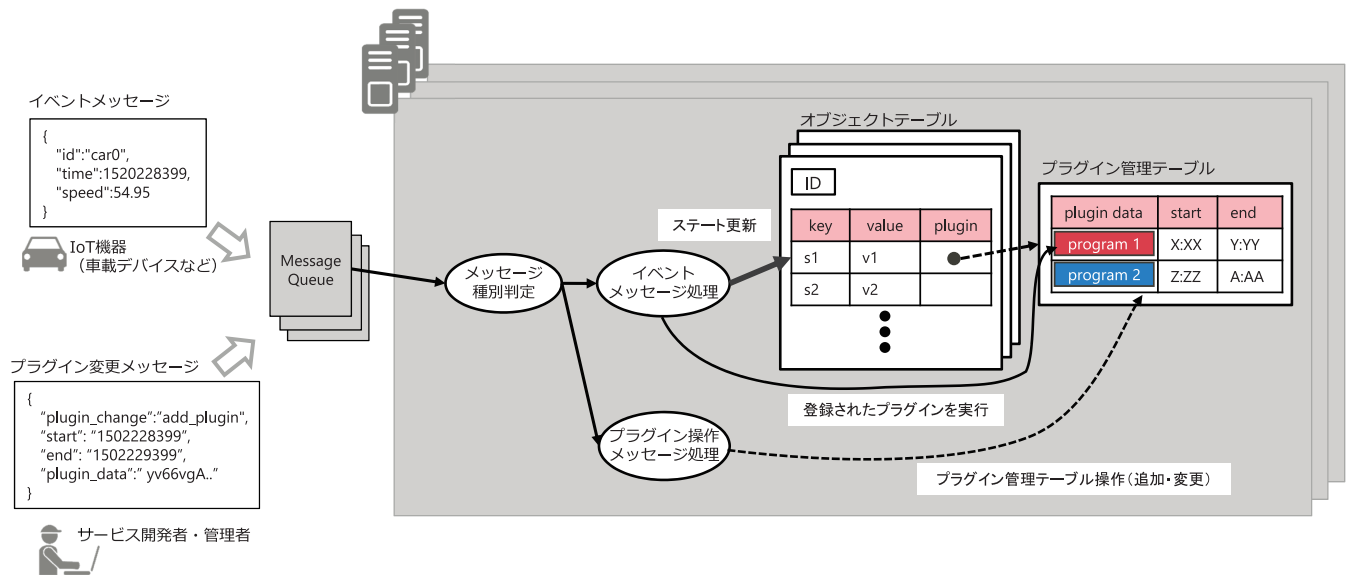 イベントメッセージ
{
"id":"car0",
"time":1520228399,
"speed":54.95
}
IoT機器
(車載デバイスなど)
プラグイン変更メッセージ
{
"plugin_change":"add_plugin",
"start": "1502228399",
"end": "1502229399",
"plugin_data":" yv66vgA.."
}
サービス開発者・管理者
Message
Queue
メッセージ
種別判定
イベント
メッセージ処理
プラグイン操作
メッセージ処理
ステート更新
オブジェクトテーブル
ID
key value plugin
s1 v1
s2 v2
プラグイン管理テーブル
plugin data start end
program 1 X:XX Y:YY
program 2 Z:ZZ A:AA
登録されたプラグインを実行
プラグイン管理テーブル操作(追加・変更)